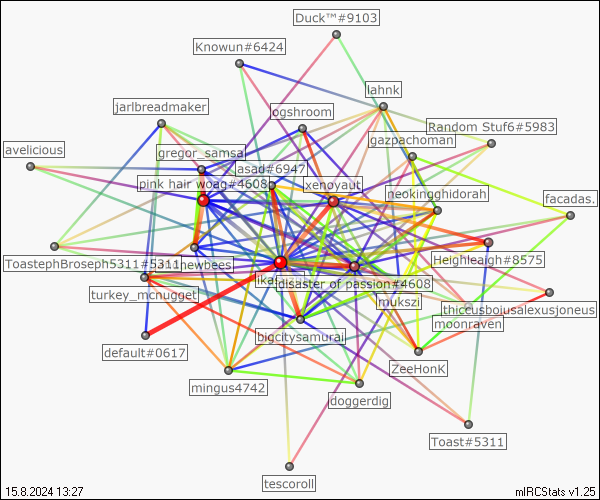 Duck™#9103
Knowun#6424
lahnk
jarlbreadmaker
ogshroom
Random Stuf6#5983
gazpachoman
avelicious
gregor_samsa
asad#6947
pink hair woag#4608
xenoyaut
neokingghidorah
facadas.
ToastephBroseph5311#5311
newbees
Heighleaigh#8575
disaster of passion#4608
turkey_mcnugget
mukszi
thiccusboiusalexusjoneus
moonraven
bigcitysamurai
default#0617
ZeeHonK
mingus4742
doggerdig
Toast#5311
tescoroll
15.8.2024 13:27
mIRCStats v1.25